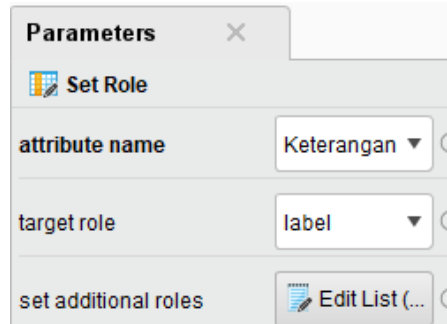 Parameters
Set Role
attribute name Keterangan
target role label
set additional roles Edit List (...